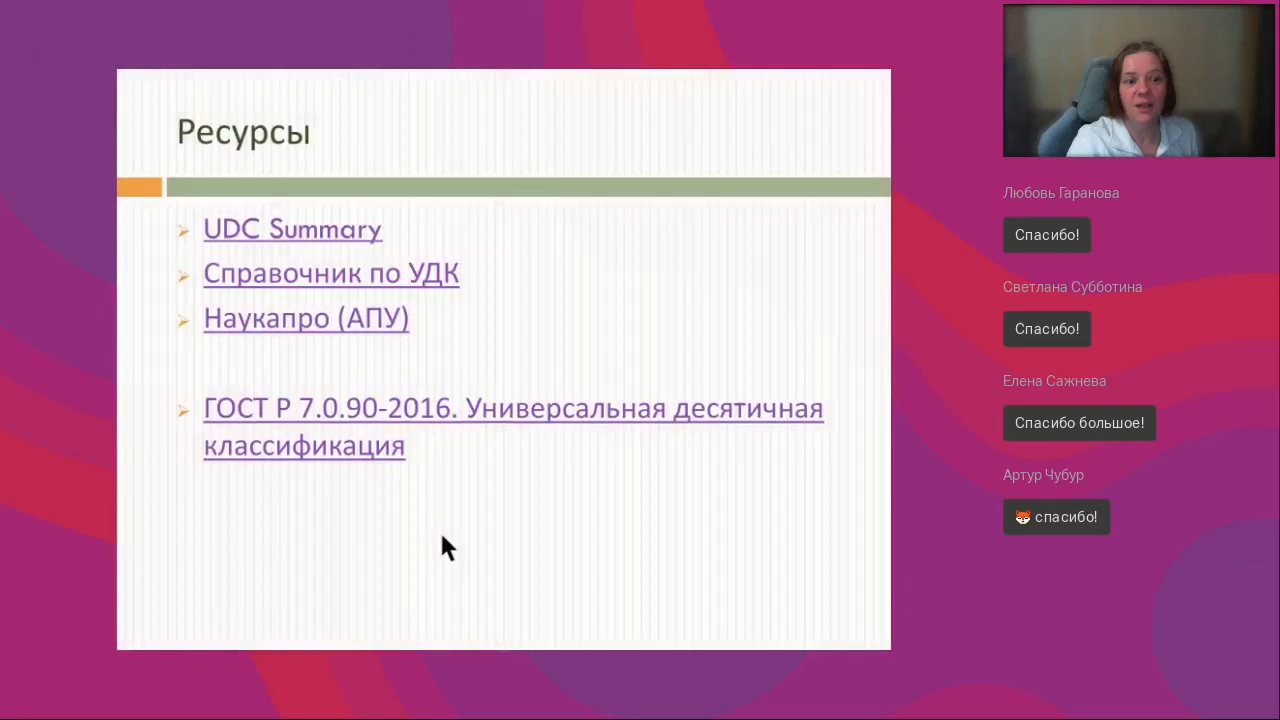 Ресурсы
UDC Summary
Справочник по УДК
Наукапро (АПУ)
ГОСТ Р 7.0.90-2016. Универсальная десятичная
классификация
Любовь Гаранова
Спасибо!
Светлана Субботина
Спасибо!
Елена Сажнева
Спасибо большое!
Артур Чубур
🦊 спасибо!